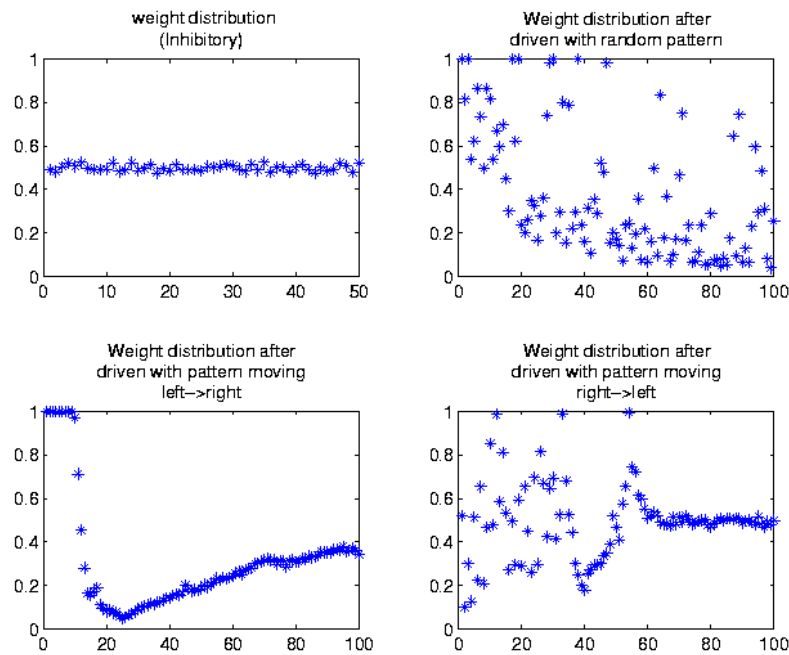 weight distribution
(Inhibitory)
1
0.8
0.6
0.4
0.2
0
0 10 20 30 40 50
Weight distribution after
driven with random pattern
1
0.8
0.6
0.4
0.2
0
0 20 40 60 80 100
Weight distribution after
driven with pattern moving
left-->right
1
0.8
0.6
0.4
0.2
0
0 20 40 60 80 100
Weight distribution after
driven with pattern moving
right-->left
1
0.8
0.6
0.4
0.2
0
0 20 40 60 80 100